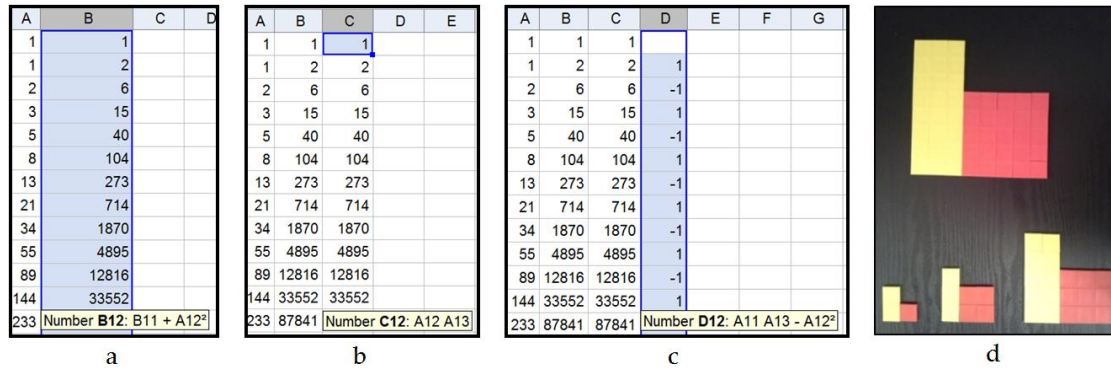 A B C D
1 1
1 2
2 6
3 15
5 40
8 104
13 273
21 714
34 1870
55 4895
89 12816
144 33552
233 Number B12: B11 + A12²
a
A B C D E
1 1 1
1 2 2
2 6 6
3 15 15
5 40 40
8 104 104
13 273 273
21 714 714
34 1870 1870
55 4895 4895
89 12816 12816
144 33552 33552
233 87841 Number C12: A12 A13
b
A B C D E F G
1 1 1
1 2 2 1
2 6 6 -1
3 15 15 1
5 40 40 -1
8 104 104 1
13 273 273 -1
21 714 714 1
34 1870 1870 -1
55 4895 4895 1
89 12816 12816 -1
144 33552 33552 1
233 87841 87841 Number D12: A11 A13 - A12²
c
d